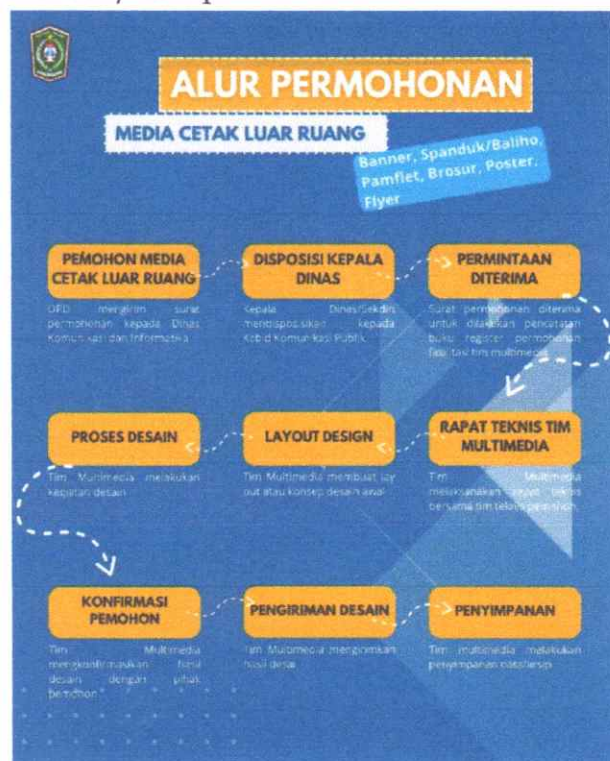 ALUR PERMOHONAN
MEDIA CETAK LUAR RUANG
Banner, Spanduk/Baliho,
Pamflet, Brosur, Poster,
Flyer
PEMOHON MEDIA
CETAK LUAR RUANG
OPD mengirim surat
permohonan kepada Dinas
Komunikasi dan Informatika
DISPOSISI KEPALA
DINAS
Kepala Dinas/Sekdin
mendisposisikan kepada
Kabid Komunikasi Publik
PERMINTAAN
DITERIMA
Surat permohonan diterima
untuk dilakukan pencatatan
buku register permohonan
fasilitasi tim multimedia
RAPAT TEKNIS TIM
MULTIMEDIA
Tim Multimedia
melaksanakan rapat teknis
bersama tim teknis pemohon
LAYOUT DESIGN
Tim Multimedia membuat lay
out atau konsep desain awal
PROSES DESAIN
Tim Multimedia melakukan
kegiatan desain
KONFIRMASI
PEMOHON
Tim Multimedia
mengkonfirmasikan hasil
desain dengan pihak
pemohon
PENGIRIMAN DESAIN
Tim Multimedia mengirimkan
hasil desain
PENYIMPANAN
Tim multimedia melakukan
penyimpanan data/arsip